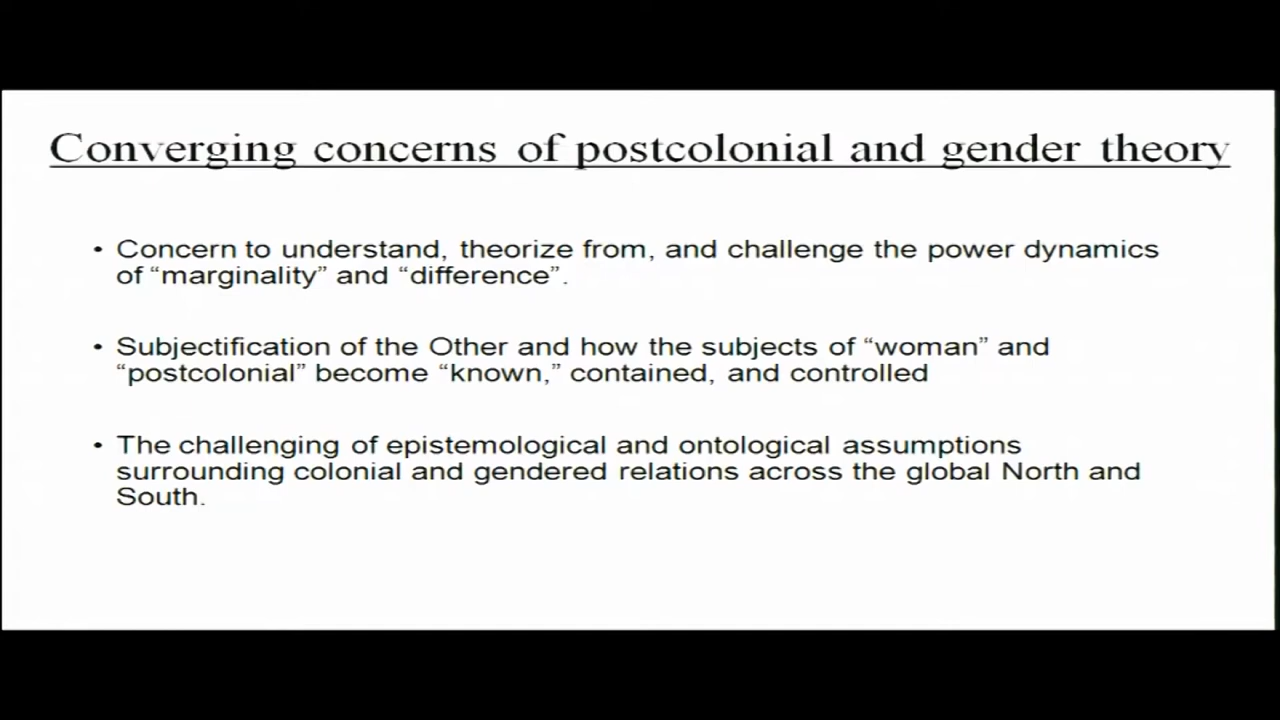 Converging concerns of postcolonial and gender theory
• Concern to understand, theorize from, and challenge the power dynamics
of “marginality” and “difference”.
• Subjectification of the Other and how the subjects of “woman” and
“postcolonial” become “known,” contained, and controlled
• The challenging of epistemological and ontological assumptions
surrounding colonial and gendered relations across the global North and
South.